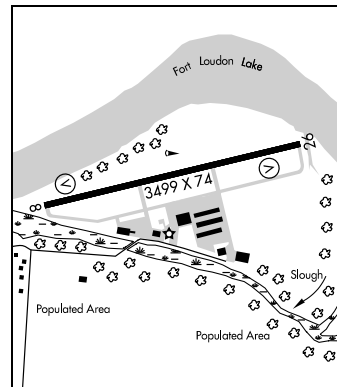 Fort Loudon Lake
26
V
V
3499 X 74
8
Slough
Populated Area
Populated Area